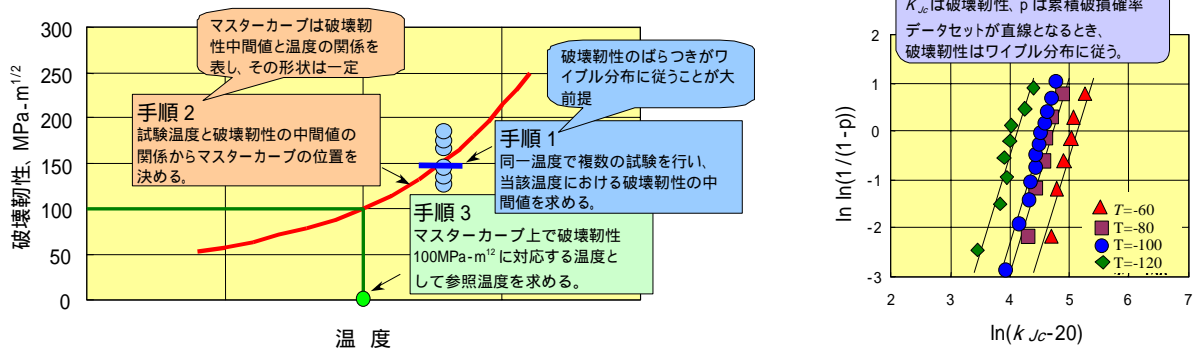 マスターカーブは破壊靭
性中間値と温度の関係を
表し、その形状は一定
破壊靭性のばらつきがワ
イブル分布に従うことが大
前提
手順 2
試験温度と破壊靭性の中間値の
関係からマスターカーブの位置を
決める。
手順 1
同一温度で複数の試験を行い、
当該温度における破壊靭性の中
間値を求める。
手順3
マスターカーブ上で破壊靭性
100MPa-m¹²に対応する温度と
して参照温度を求める。
破壊靭性、MPa-m¹/²
300
250
200
150
100
50
0
温 度
K_Jcは破壊靭性、p は累積破損確率
データセットが直線となるとき、
破壊靭性はワイブル分布に従う。
ln ln(1/(1-p))
2
1
0
-1
-2
-3
T=-60
T=-80
T=-100
T=-120
2 3 4 5 6 7
ln(k Jc-20)